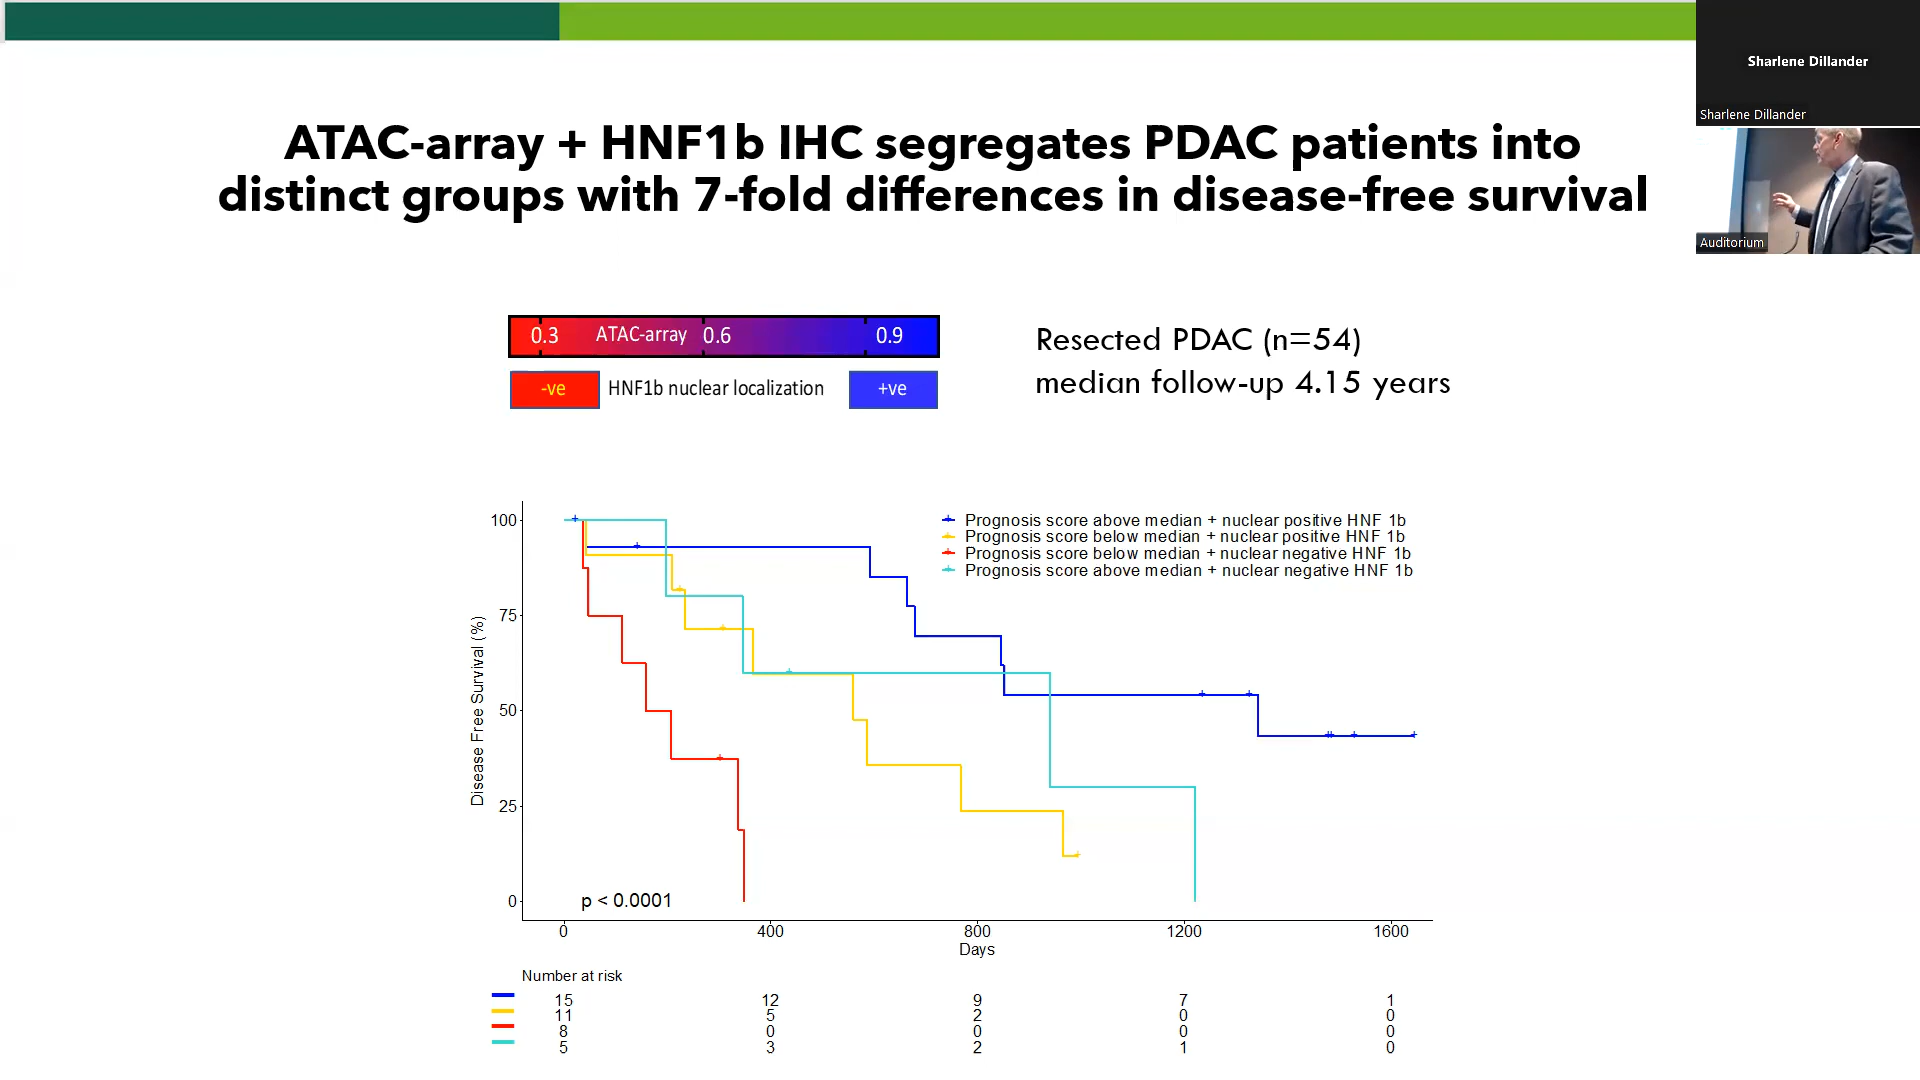 Sharlene Dillander
Sharlene Dillander
Auditorium
ATAC-array + HNF1b IHC segregates PDAC patients into
distinct groups with 7-fold differences in disease-free survival
0.3 ATAC-array 0.6 0.9
-ve HNF1b nuclear localization +ve
Resected PDAC (n=54)
median follow-up 4.15 years
Prognosis score above median + nuclear positive HNF 1b
Prognosis score below median + nuclear positive HNF 1b
Prognosis score below median + nuclear negative HNF 1b
Prognosis score above median + nuclear negative HNF 1b
Disease Free Survival (%)
100
75
50
25
0
p < 0.0001
0 400 800 1200 1600
Days
Number at risk
15 12 9 7 1
11 5 2 0 0
8 0 0 0 0
5 3 2 1 0